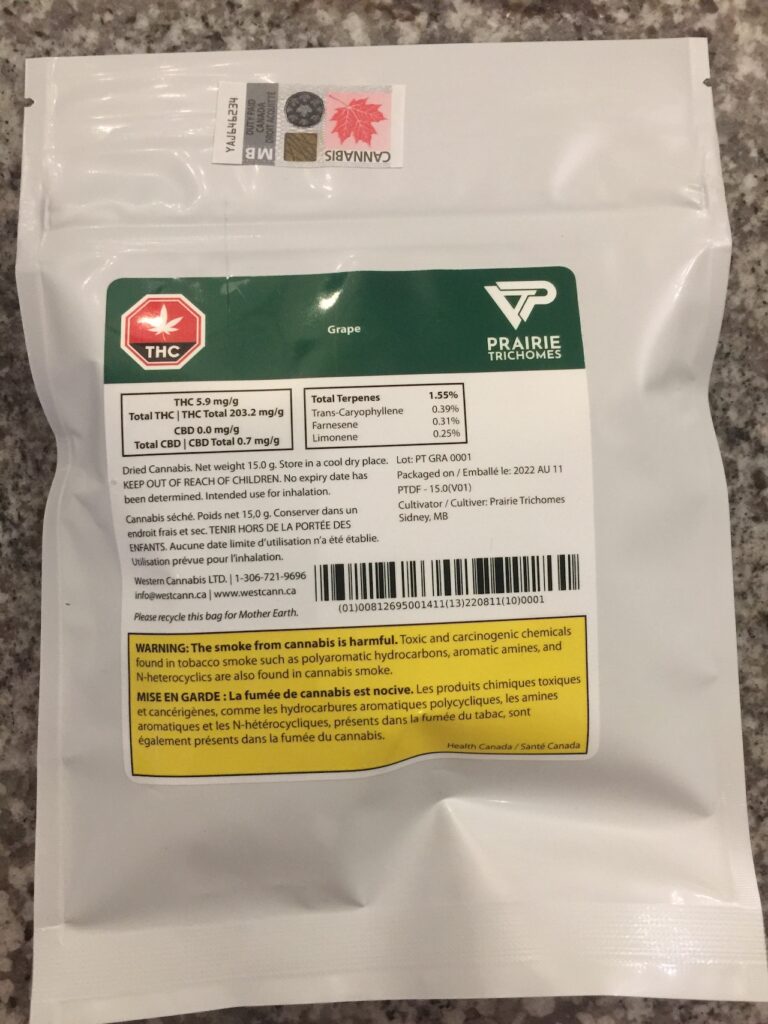 CANNABIS
MB
DUTY PAID
CANADA
DROIT ACQUITTÉ
Grape
THC
PRAIRIE
TRICHOMES
THC 5.9 mg/g
Total THC | THC Total 203.2 mg/g
CBD 0.0 mg/g
Total CBD | CBD Total 0.7 mg/g
Total Terpenes 1.55%
Trans-Caryophyllene 0.39%
Farnesene 0.31%
Limonene 0.25%
Dried Cannabis. Net weight 15.0 g. Store in a cool dry place.
KEEP OUT OF REACH OF CHILDREN. No expiry date has
been determined. Intended use for inhalation.
Cannabis séché. Poids net 15,0 g. Conserver dans un
endroit frais et sec. TENIR HORS DE LA PORTÉE DES
ENFANTS. Aucune date limite d'utilisation n'a été établie.
Utilisation prévue pour l'inhalation.
Lot: PT GRA 0001
Packaged on / Emballé le: 2022 AU 11
PTDF - 15.0(V01)
Cultivator / Cultiver: Prairie Trichomes
Sidney, MB
Western Cannabis LTD. | 1-306-721-9696
info@westcann.ca | www.westcann.ca
Please recycle this bag for Mother Earth.
(01)00812695001411(13)220811(10)0001
WARNING: The smoke from cannabis is harmful. Toxic and carcinogenic chemicals
found in tobacco smoke such as polyaromatic hydrocarbons, aromatic amines, and
N-heterocyclics are also found in cannabis smoke.
MISE EN GARDE : La fumée de cannabis est nocive. Les produits chimiques toxiques
et cancérigènes, comme les hydrocarbures aromatiques polycycliques, les amines
aromatiques et les N-hétérocycliques, présents dans la fumée du tabac, sont
également présents dans la fumée du cannabis.
Health Canada / Santé Canada